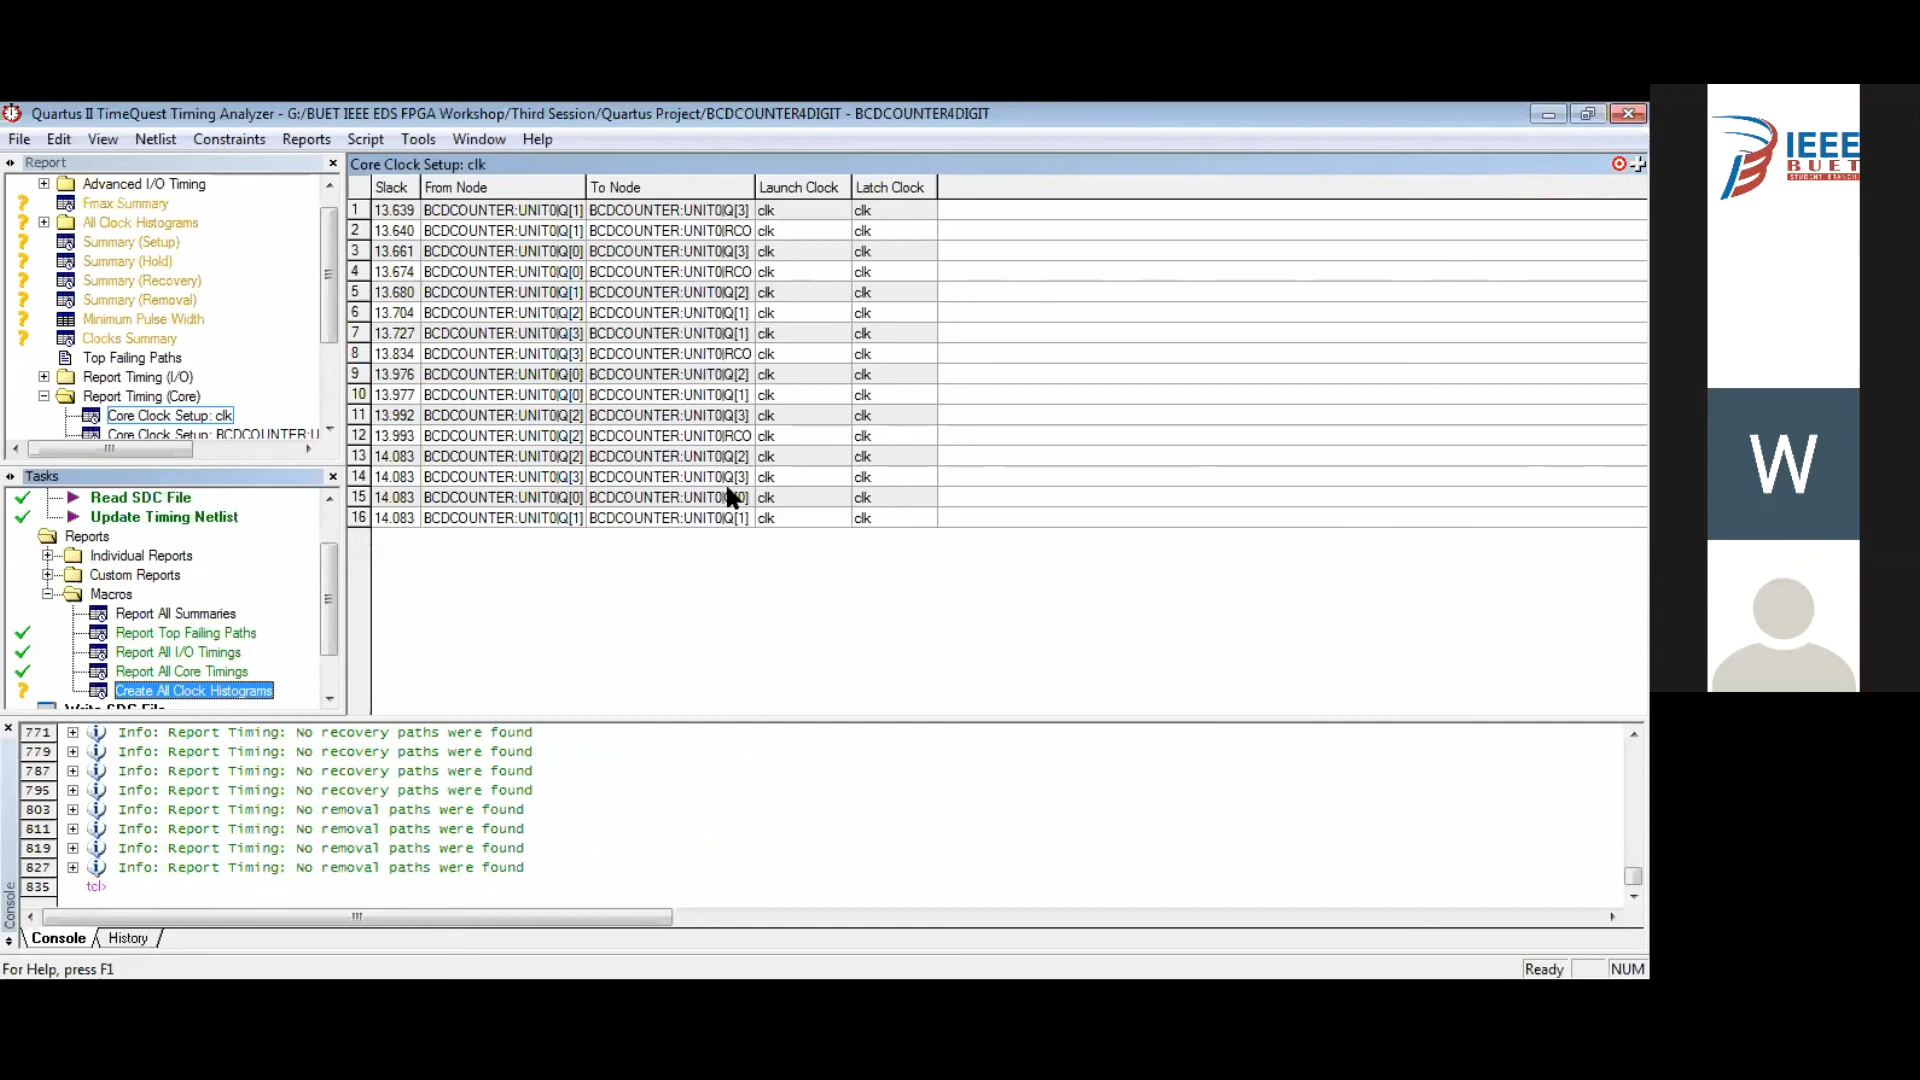 Quartus II TimeQuest Timing Analyzer - G:/BUET IEEE EDS FPGA Workshop/Third Session/Quartus Project/BCDCOUNTER4DIGIT - BCDCOUNTER4DIGIT
File Edit View Netlist Constraints Reports Script Tools Window Help
Report
Advanced I/O Timing
? Fmax Summary
? All Clock Histograms
? Summary (Setup)
? Summary (Hold)
? Summary (Recovery)
? Summary (Removal)
? Minimum Pulse Width
? Clocks Summary
Top Failing Paths
Report Timing (I/O)
Report Timing (Core)
Core Clock Setup: clk
Core Clock Setup: BCDCOUNTER:U
Tasks
Read SDC File
Update Timing Netlist
Reports
Individual Reports
Custom Reports
Macros
Report All Summaries
Report Top Failing Paths
Report All I/O Timings
Report All Core Timings
? Create All Clock Histograms
Write SDC File
Core Clock Setup: clk
Slack From Node To Node Launch Clock Latch Clock
1 13.639 BCDCOUNTER:UNIT0|Q[1] BCDCOUNTER:UNIT0|Q[3] clk clk
2 13.640 BCDCOUNTER:UNIT0|Q[1] BCDCOUNTER:UNIT0|RCO clk clk
3 13.661 BCDCOUNTER:UNIT0|Q[0] BCDCOUNTER:UNIT0|Q[3] clk clk
4 13.674 BCDCOUNTER:UNIT0|Q[0] BCDCOUNTER:UNIT0|RCO clk clk
5 13.680 BCDCOUNTER:UNIT0|Q[1] BCDCOUNTER:UNIT0|Q[2] clk clk
6 13.704 BCDCOUNTER:UNIT0|Q[2] BCDCOUNTER:UNIT0|Q[1] clk clk
7 13.727 BCDCOUNTER:UNIT0|Q[3] BCDCOUNTER:UNIT0|Q[1] clk clk
8 13.834 BCDCOUNTER:UNIT0|Q[3] BCDCOUNTER:UNIT0|RCO clk clk
9 13.976 BCDCOUNTER:UNIT0|Q[0] BCDCOUNTER:UNIT0|Q[2] clk clk
10 13.977 BCDCOUNTER:UNIT0|Q[0] BCDCOUNTER:UNIT0|Q[1] clk clk
11 13.992 BCDCOUNTER:UNIT0|Q[2] BCDCOUNTER:UNIT0|Q[3] clk clk
12 13.993 BCDCOUNTER:UNIT0|Q[2] BCDCOUNTER:UNIT0|RCO clk clk
13 14.083 BCDCOUNTER:UNIT0|Q[2] BCDCOUNTER:UNIT0|Q[2] clk clk
14 14.083 BCDCOUNTER:UNIT0|Q[3] BCDCOUNTER:UNIT0|Q[3] clk clk
15 14.083 BCDCOUNTER:UNIT0|Q[0] BCDCOUNTER:UNIT0|Q[0] clk clk
16 14.083 BCDCOUNTER:UNIT0|Q[1] BCDCOUNTER:UNIT0|Q[1] clk clk
771 Info: Report Timing: No recovery paths were found
779 Info: Report Timing: No recovery paths were found
787 Info: Report Timing: No recovery paths were found
795 Info: Report Timing: No recovery paths were found
803 Info: Report Timing: No removal paths were found
811 Info: Report Timing: No removal paths were found
819 Info: Report Timing: No removal paths were found
827 Info: Report Timing: No removal paths were found
835 tcl>
Console
Console History
For Help, press F1
Ready NUM
IEEE
BUET
STUDENT BRANCH
W